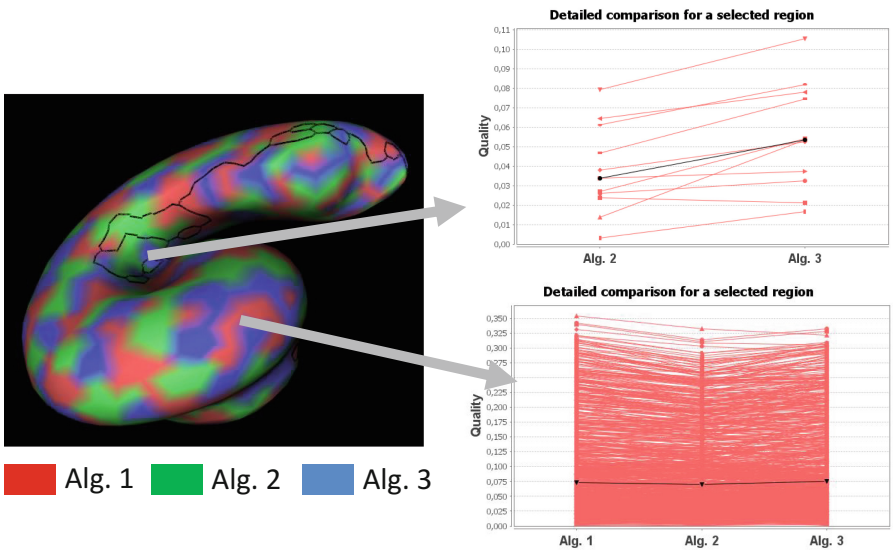 Detailed comparison for a selected region
0,11
0,10
0,09
0,08
0,07
0,06
0,05
0,04
0,03
0,02
0,01
0,00
Quality
Alg. 2
Alg. 3
Detailed comparison for a selected region
0,350
0,325
0,300
0,275
0,250
0,225
0,200
0,175
0,150
0,125
0,100
0,075
0,050
0,025
0,000
Quality
Alg. 1
Alg. 2
Alg. 3
Alg. 1
Alg. 2
Alg. 3